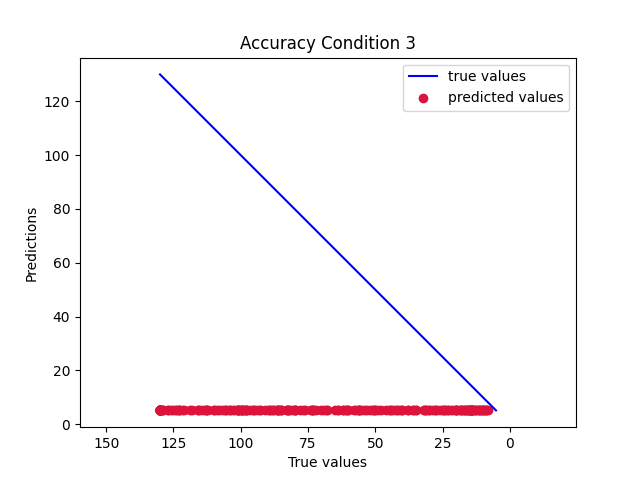 Accuracy Condition 3
true values
predicted values
120
100
80
60
40
20
0
Predictions
150 125 100 75 50 25 0
True values